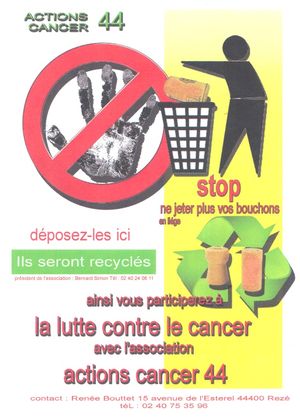 ACTIONS
CANCER 44
stop
ne jeter plus vos bouchons
en liége
déposez-les ici
Ils seront recyclés
président de l'association : Bernard Simon Tél : 02 40 24 06 11
ainsi vous participerez à
la lutte contre le cancer
avec l'association
actions cancer 44
contact : Renée Bouttet 15 avenue de l'Esterel 44400 Rezé
téL : 02 40 75 35 96